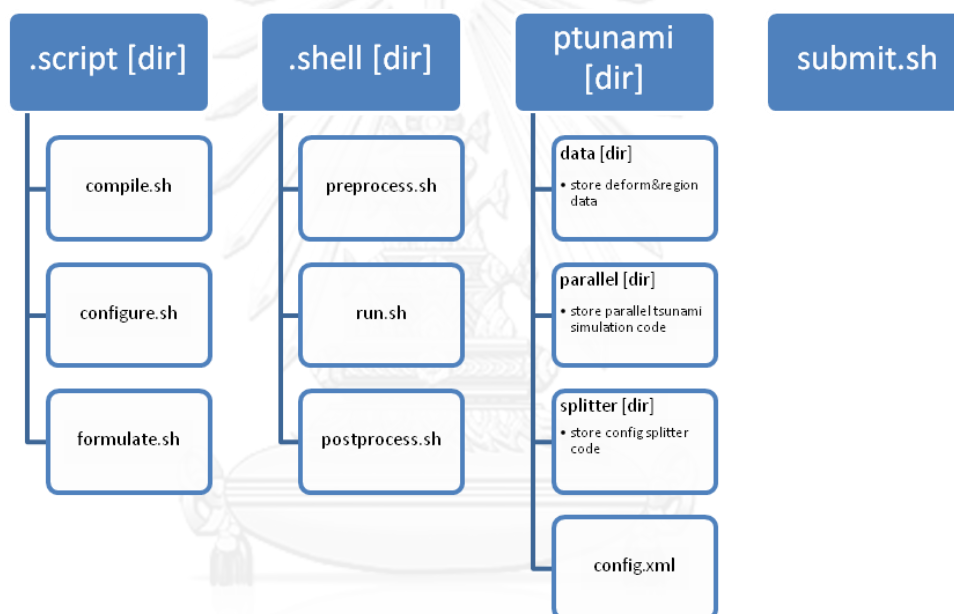 .script [dir]
compile.sh
configure.sh
formulate.sh
.shell [dir]
preprocess.sh
run.sh
postprocess.sh
ptunami
[dir]
data [dir]
• store deform&region
data
parallel [dir]
• store parallel tsunami
simulation code
splitter [dir]
• store config splitter
code
config.xml
submit.sh